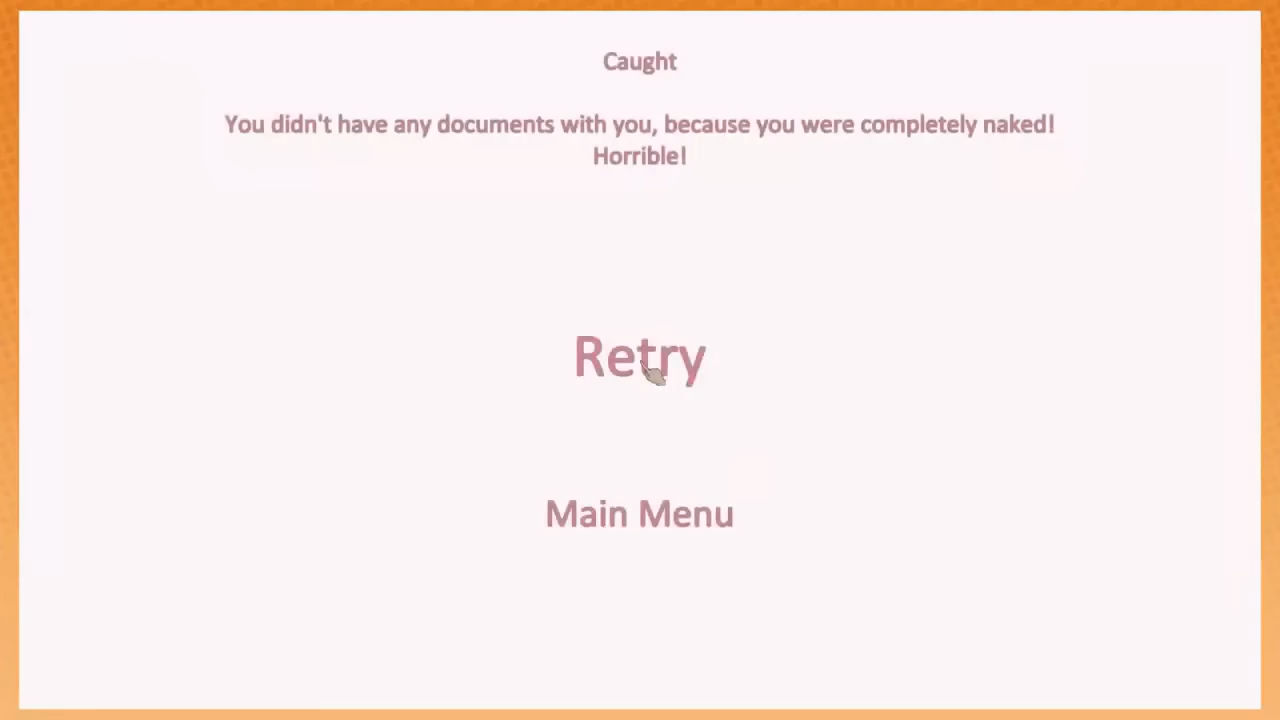 Caught
You didn't have any documents with you, because you were completely naked!
Horrible!
Retry
Main Menu